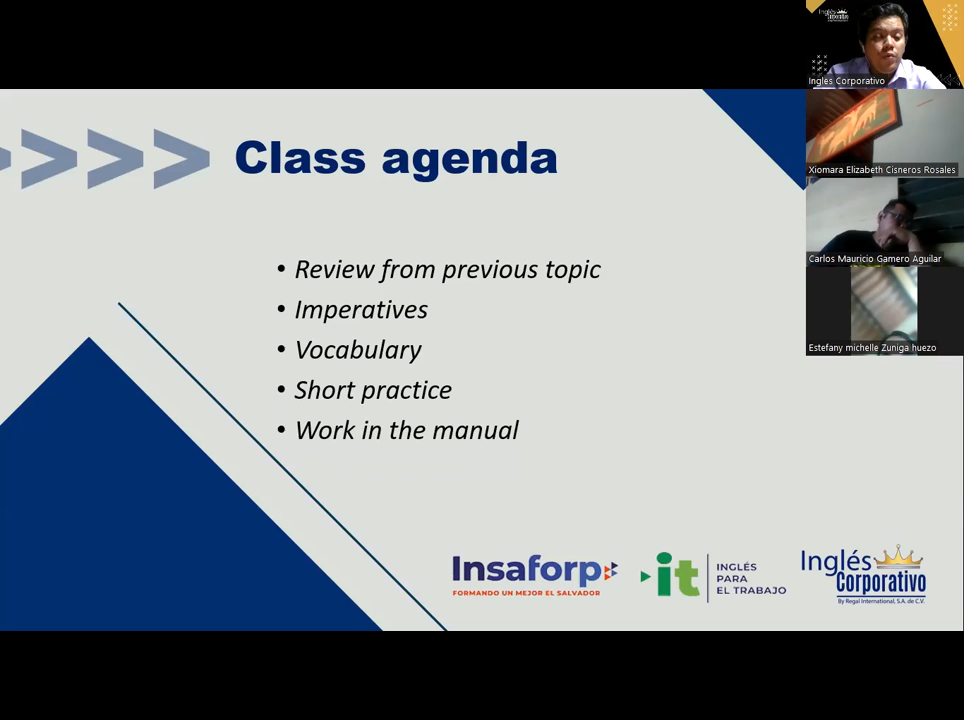 Class agenda
• Review from previous topic
• Imperatives
• Vocabulary
• Short practice
• Work in the manual
Insaforp
FORMANDO UN MEJOR EL SALVADOR
it
INGLÉS
PARA
EL TRABAJO
Inglés
Corporativo
By Regal International, S.A. de C.V.
Inglés
Corporativo
Inglés Corporativo
Xiomara Elizabeth Cisneros Rosales
Carlos Mauricio Gamero Aguilar
Estefany michelle Zuniga huezo